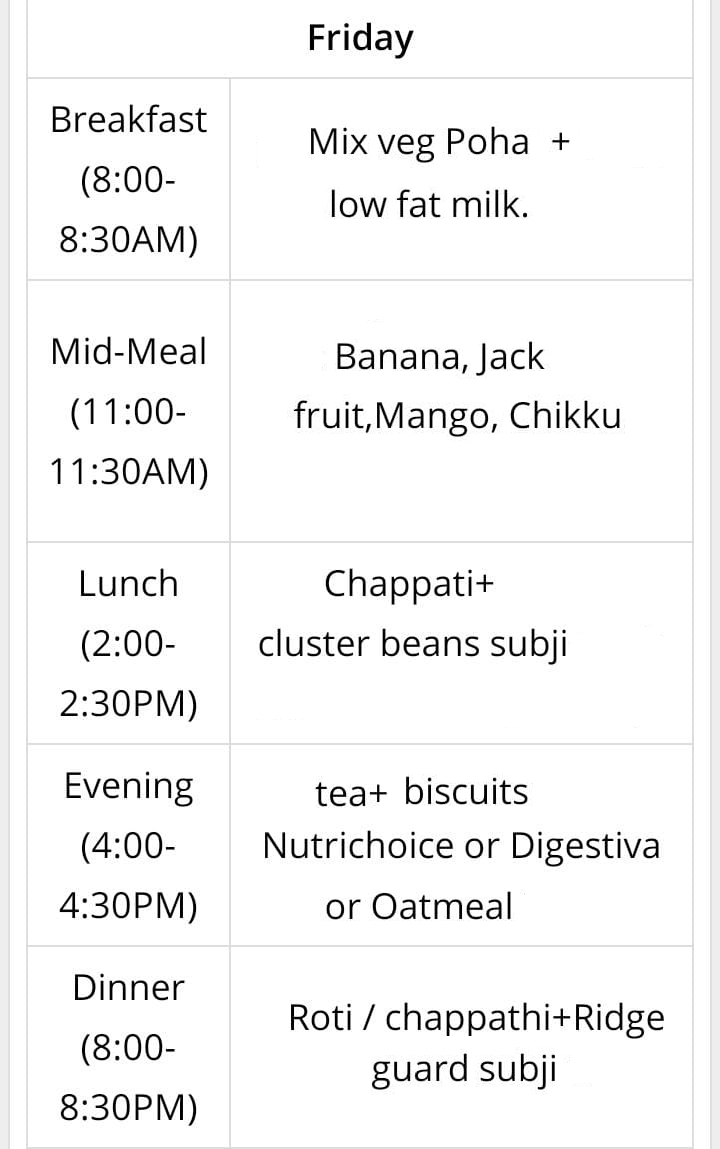 Friday
Breakfast
(8:00-
8:30AM)
Mix veg Poha +
low fat milk.
Mid-Meal
(11:00-
11:30AM)
Banana, Jack
fruit,Mango, Chikku
Lunch
(2:00-
2:30PM)
Chappati+
cluster beans subji
Evening
(4:00-
4:30PM)
tea+ biscuits
Nutrichoice or Digestiva
or Oatmeal
Dinner
(8:00-
8:30PM)
Roti / chappathi+Ridge
guard subji